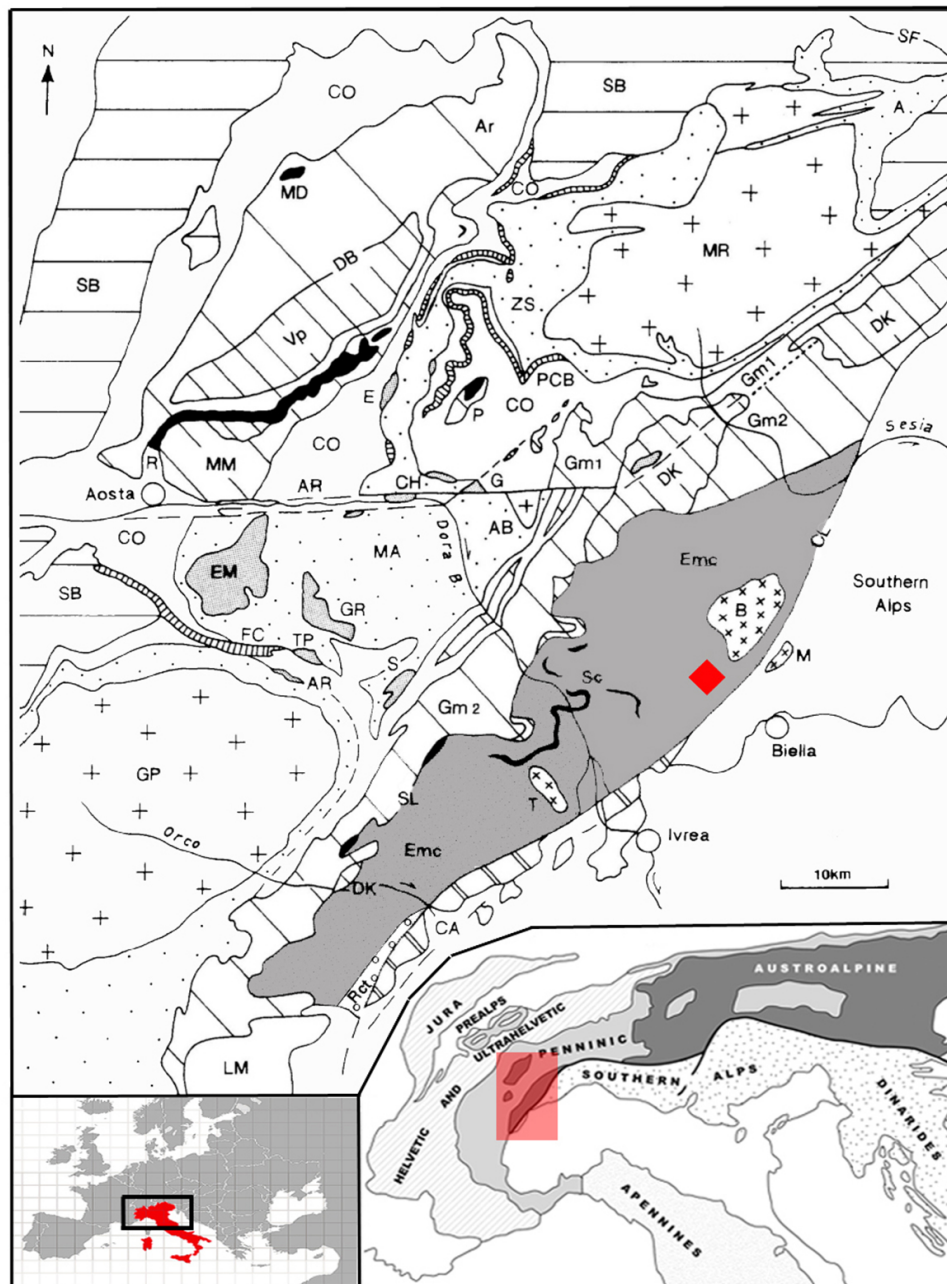 SF
N
CO
SB
A
Ar
MD
CO
MR
DB
SB
ZS
DK
Vp
PCB
Gm1
E
P
CO
Gm2
CO
Sesia
R
MM
Gm1
Aosta
AR
CH
G
DK
CO
AB
CL
MA
Dora B.
Emc
EM
Southern
Alps
SB
GR
B
FC
TP
S
M
AR
Sc
Gm2
Biella
GP
T
SL
Orco
Ivrea
Emc
10km
DK
CA
Rct
LM
AUSTROALPINE
JURA
PREALPS
ULTRAHELVETIC
PENNINIC
SOUTHERN ALPS
AND
HELVETIC
DINARIDES
APENNINES